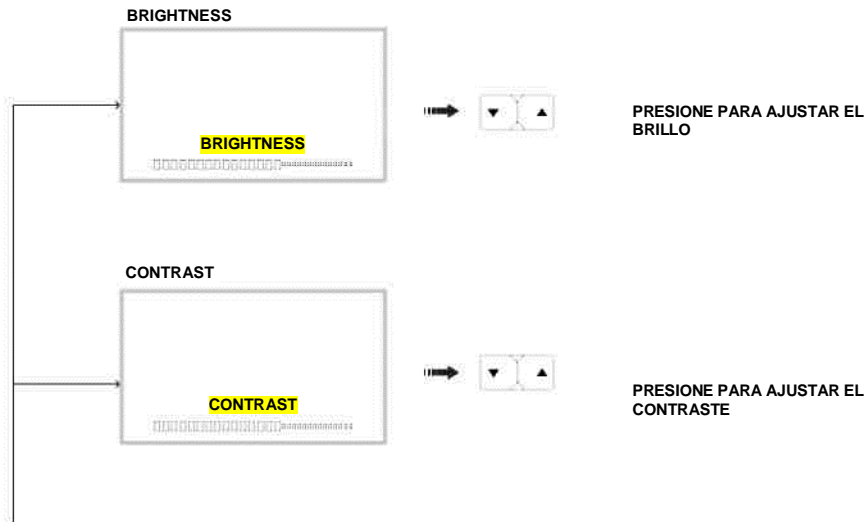 BRIGHTNESS
BRIGHTNESS
PRESIONE PARA AJUSTAR EL
BRILLO
CONTRAST
CONTRAST
PRESIONE PARA AJUSTAR EL
CONTRASTE